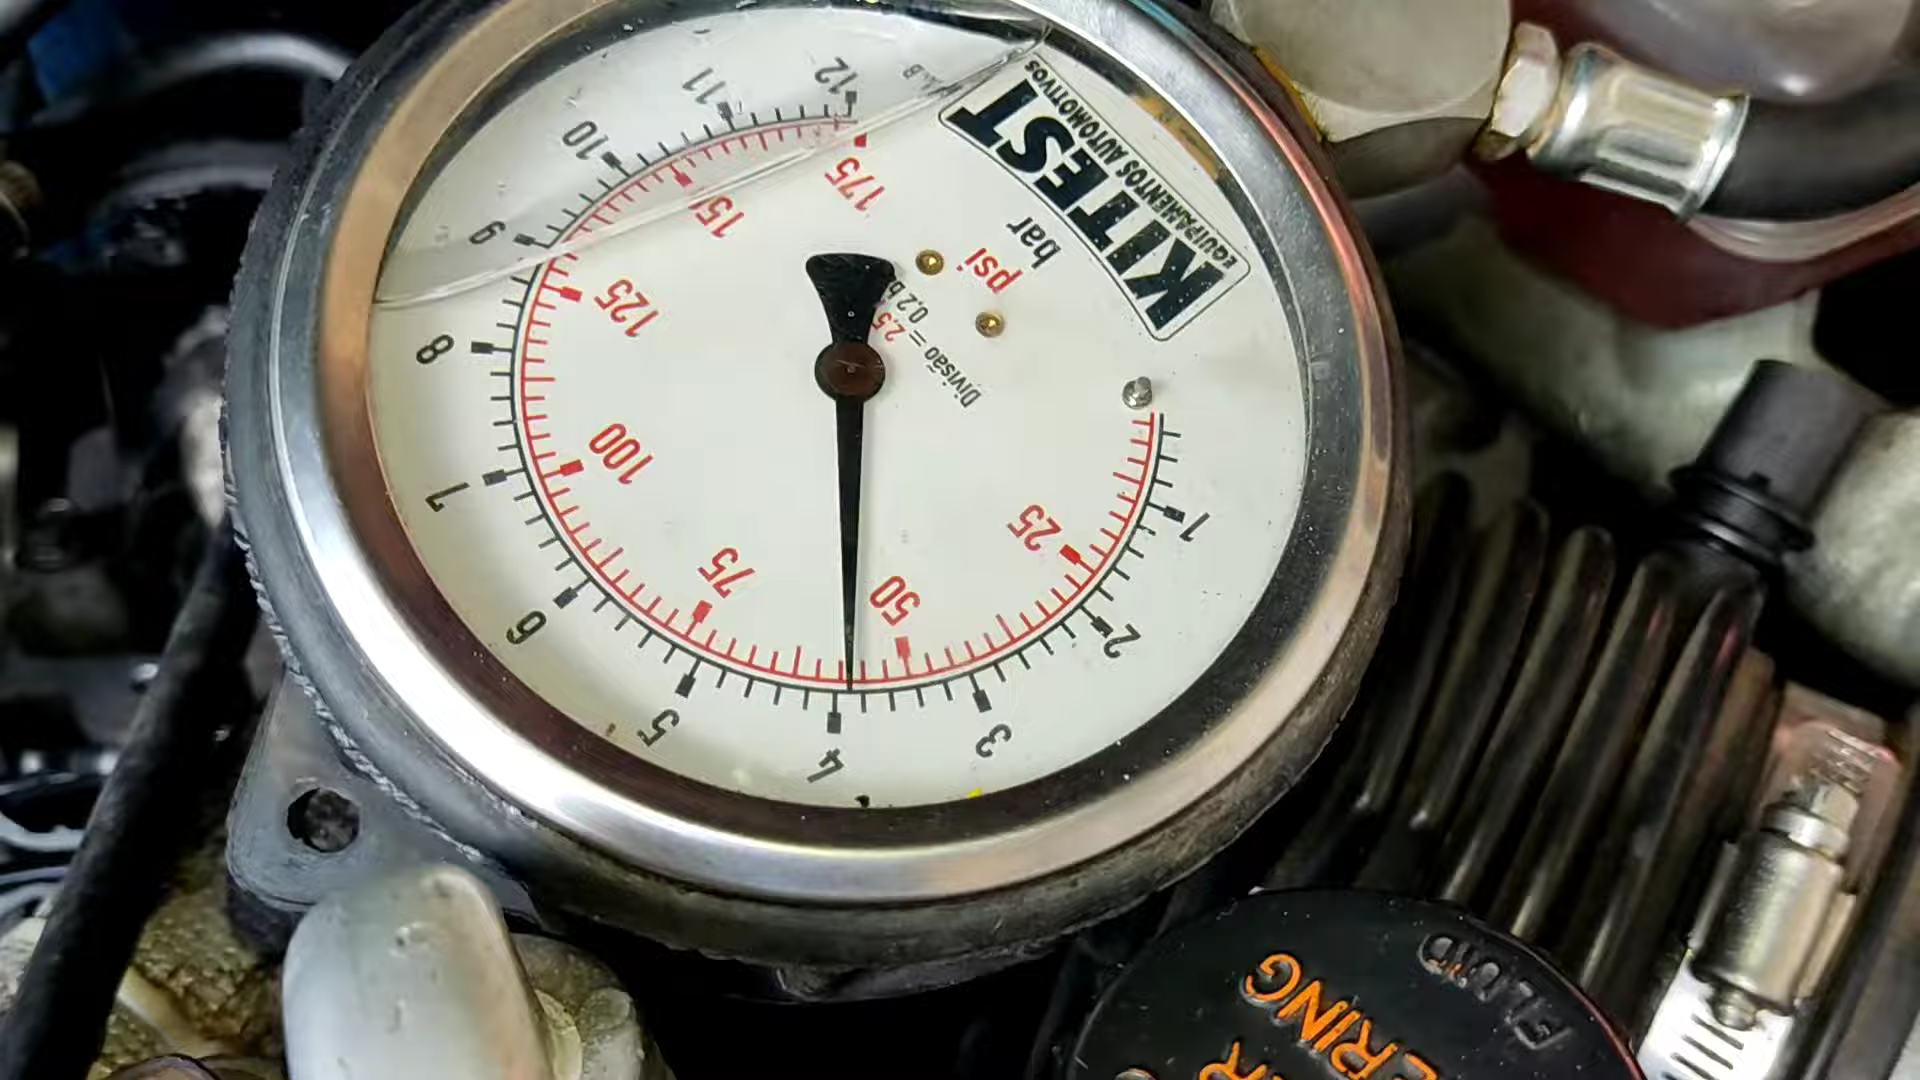 KITEST
EQUIPAMENTOS AUTOMOTIVOS
bar
psi
Divisão = 2,5
0,2 b
1
2
3
4
5
6
7
8
9
10
11
12
25
50
75
100
125
150
175
FLUID
ERING